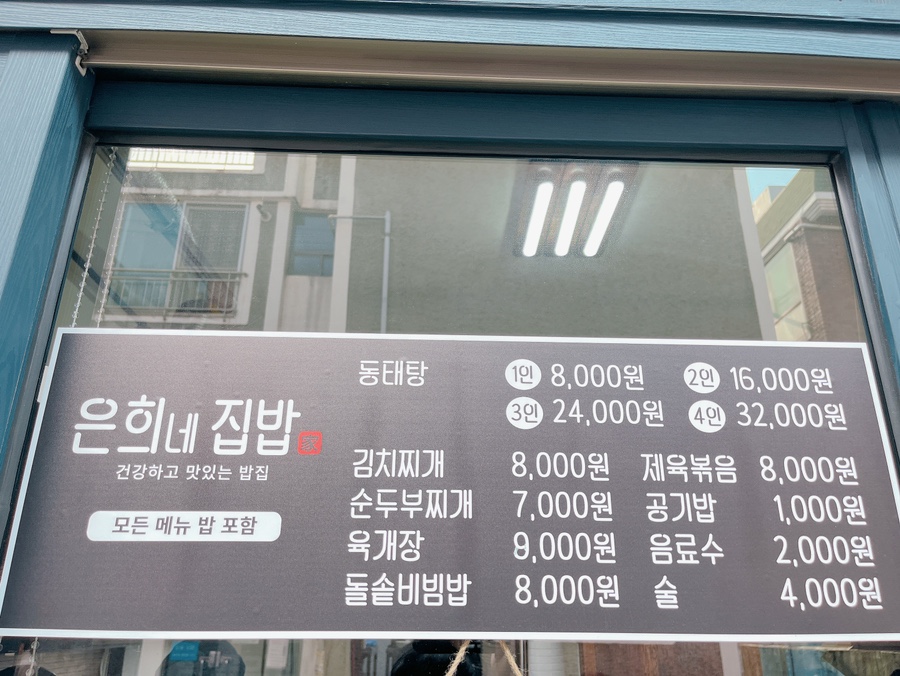 은희네 집밥
건강하고 맛있는 밥집
모든 메뉴 밥 포함
동태탕 1인 8,000원 2인 16,000원
3인 24,000원 4인 32,000원
김치찌개 8,000원 제육볶음 8,000원
순두부찌개 7,000원 공기밥 1,000원
육개장 9,000원 음료수 2,000원
돌솥비빔밥 8,000원 술 4,000원